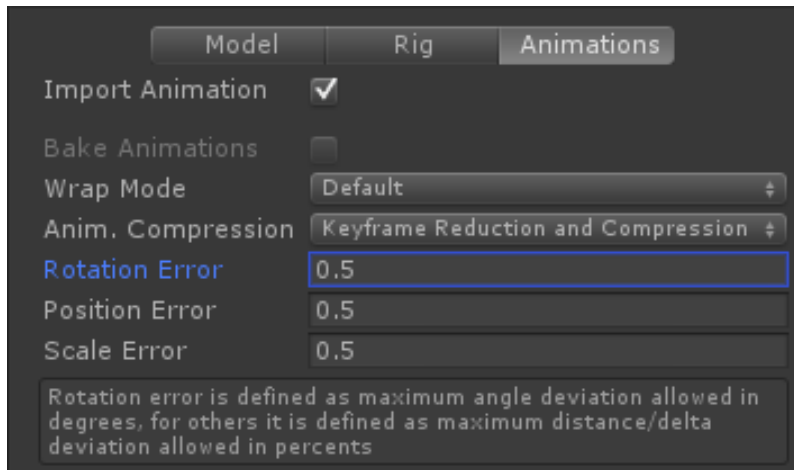 Model Rig Animations
Import Animation
Bake Animations
Wrap Mode Default
Anim. Compression Keyframe Reduction and Compression
Rotation Error 0.5
Position Error 0.5
Scale Error 0.5
Rotation error is defined as maximum angle deviation allowed in
degrees, for others it is defined as maximum distance/delta
deviation allowed in percents